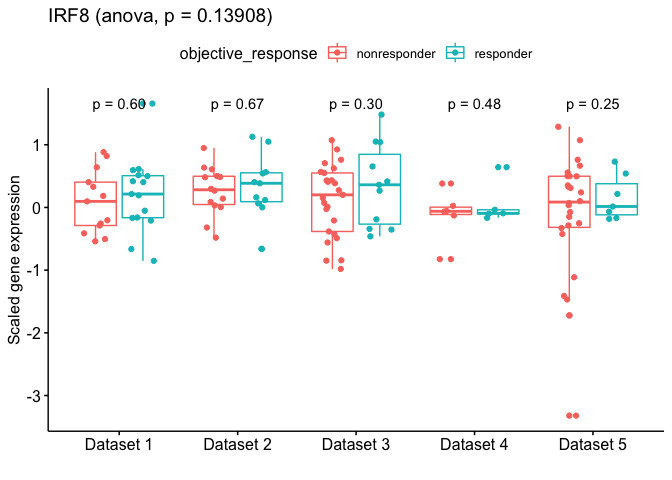 IRF8 (anova, p = 0.13908)
objective_response nonresponder responder
p = 0.60 p = 0.67 p = 0.30 p = 0.48 p = 0.25
1
0
-1
-2
-3
Scaled gene expression
Dataset 1 Dataset 2 Dataset 3 Dataset 4 Dataset 5